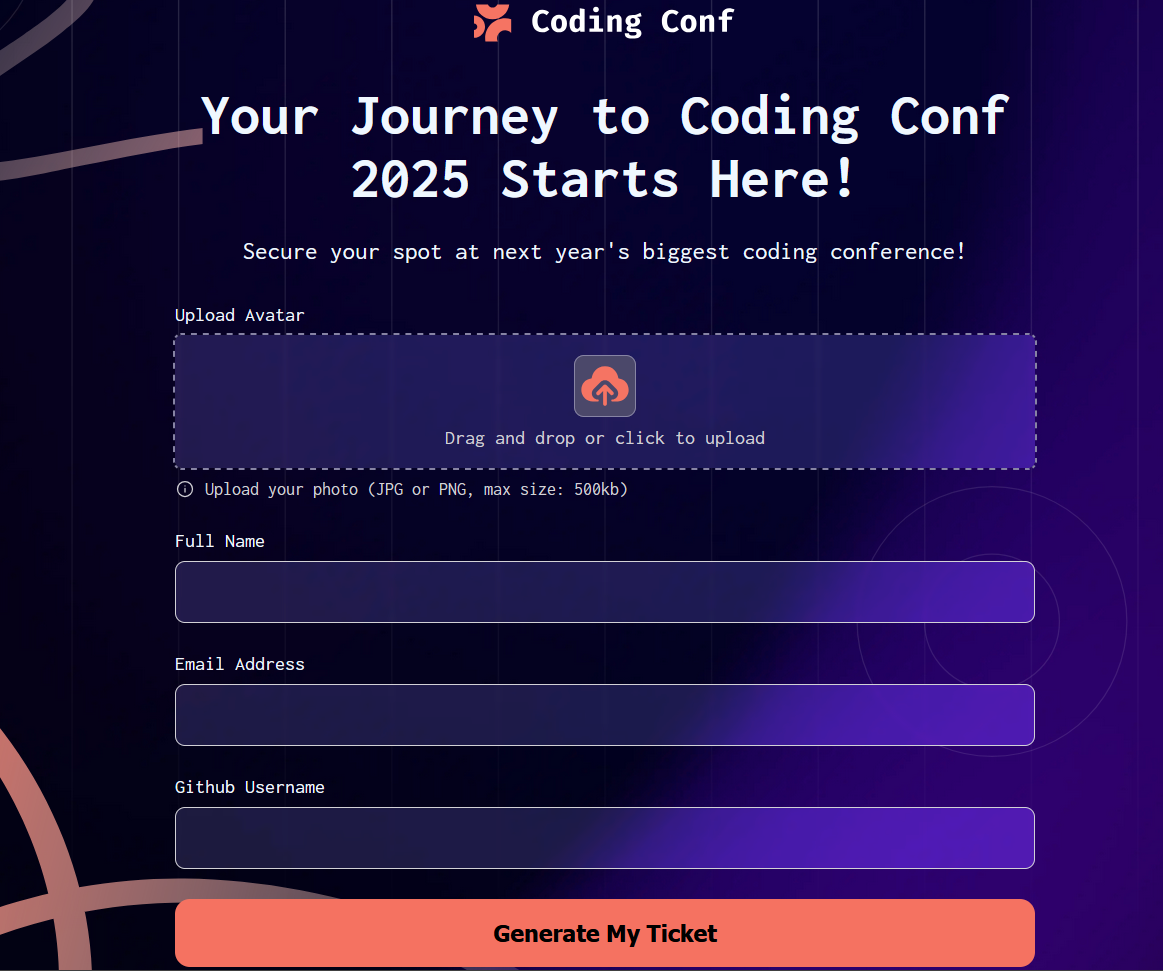 Coding Conf
Your Journey to Coding Conf
2025 Starts Here!
Secure your spot at next year's biggest coding conference!
Upload Avatar
Drag and drop or click to upload
Upload your photo (JPG or PNG, max size: 500kb)
Full Name
Email Address
Github Username
Generate My Ticket